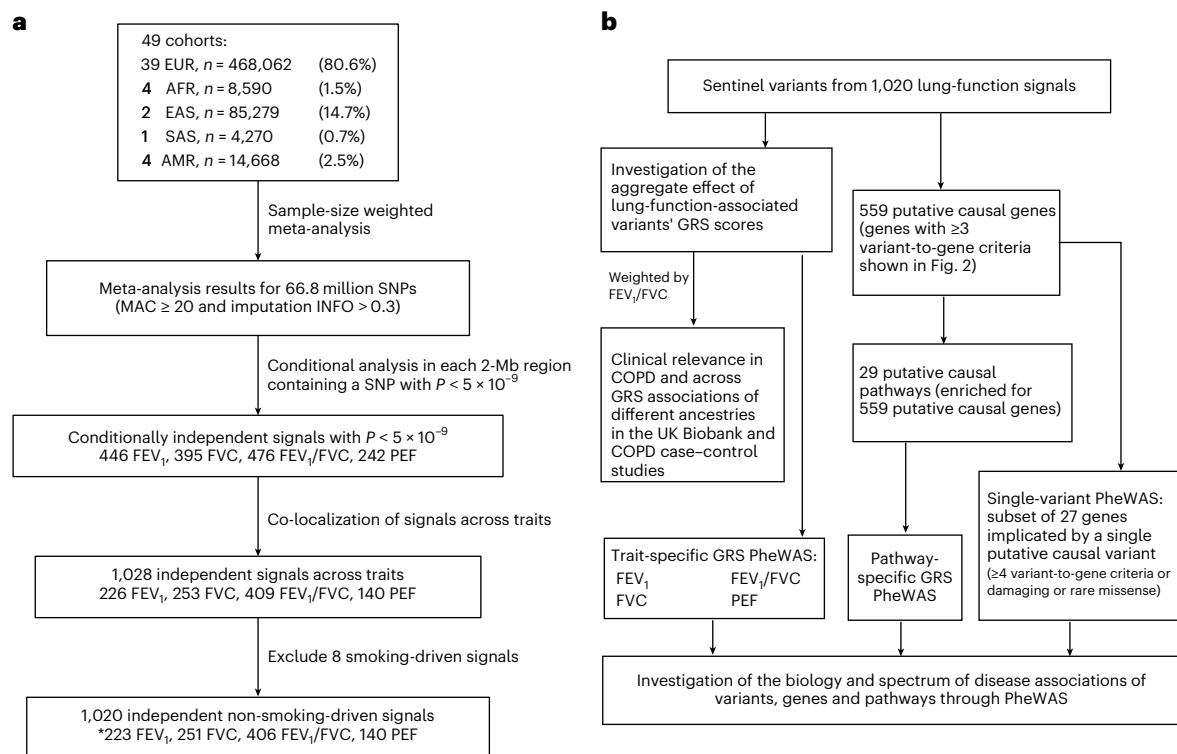 a
49 cohorts:
39 EUR, n = 468,062 (80.6%)
4 AFR, n = 8,590 (1.5%)
2 EAS, n = 85,279 (14.7%)
1 SAS, n = 4,270 (0.7%)
4 AMR, n = 14,668 (2.5%)
Sample-size weighted
meta-analysis
Meta-analysis results for 66.8 million SNPs
(MAC ≥ 20 and imputation INFO > 0.3)
Conditional analysis in each 2-Mb region
containing a SNP with P < 5 × 10⁻⁹
Conditionally independent signals with P < 5 × 10⁻⁹
446 FEV₁, 395 FVC, 476 FEV₁/FVC, 242 PEF
Co-localization of signals across traits
1,028 independent signals across traits
226 FEV₁, 253 FVC, 409 FEV₁/FVC, 140 PEF
Exclude 8 smoking-driven signals
1,020 independent non-smoking-driven signals
*223 FEV₁, 251 FVC, 406 FEV₁/FVC, 140 PEF
b
Sentinel variants from 1,020 lung-function signals
Investigation of the
aggregate effect of
lung-function-associated
variants' GRS scores
Weighted by
FEV₁/FVC
Clinical relevance in
COPD and across
GRS associations of
different ancestries
in the UK Biobank and
COPD case–control
studies
559 putative causal genes
(genes with ≥3
variant-to-gene criteria
shown in Fig. 2)
29 putative causal
pathways (enriched for
559 putative causal genes)
Trait-specific GRS PheWAS:
FEV₁ FEV₁/FVC
FVC PEF
Pathway-
specific GRS
PheWAS
Single-variant PheWAS:
subset of 27 genes
implicated by a single
putative causal variant
(≥4 variant-to-gene criteria or
damaging or rare missense)
Investigation of the biology and spectrum of disease associations of
variants, genes and pathways through PheWAS